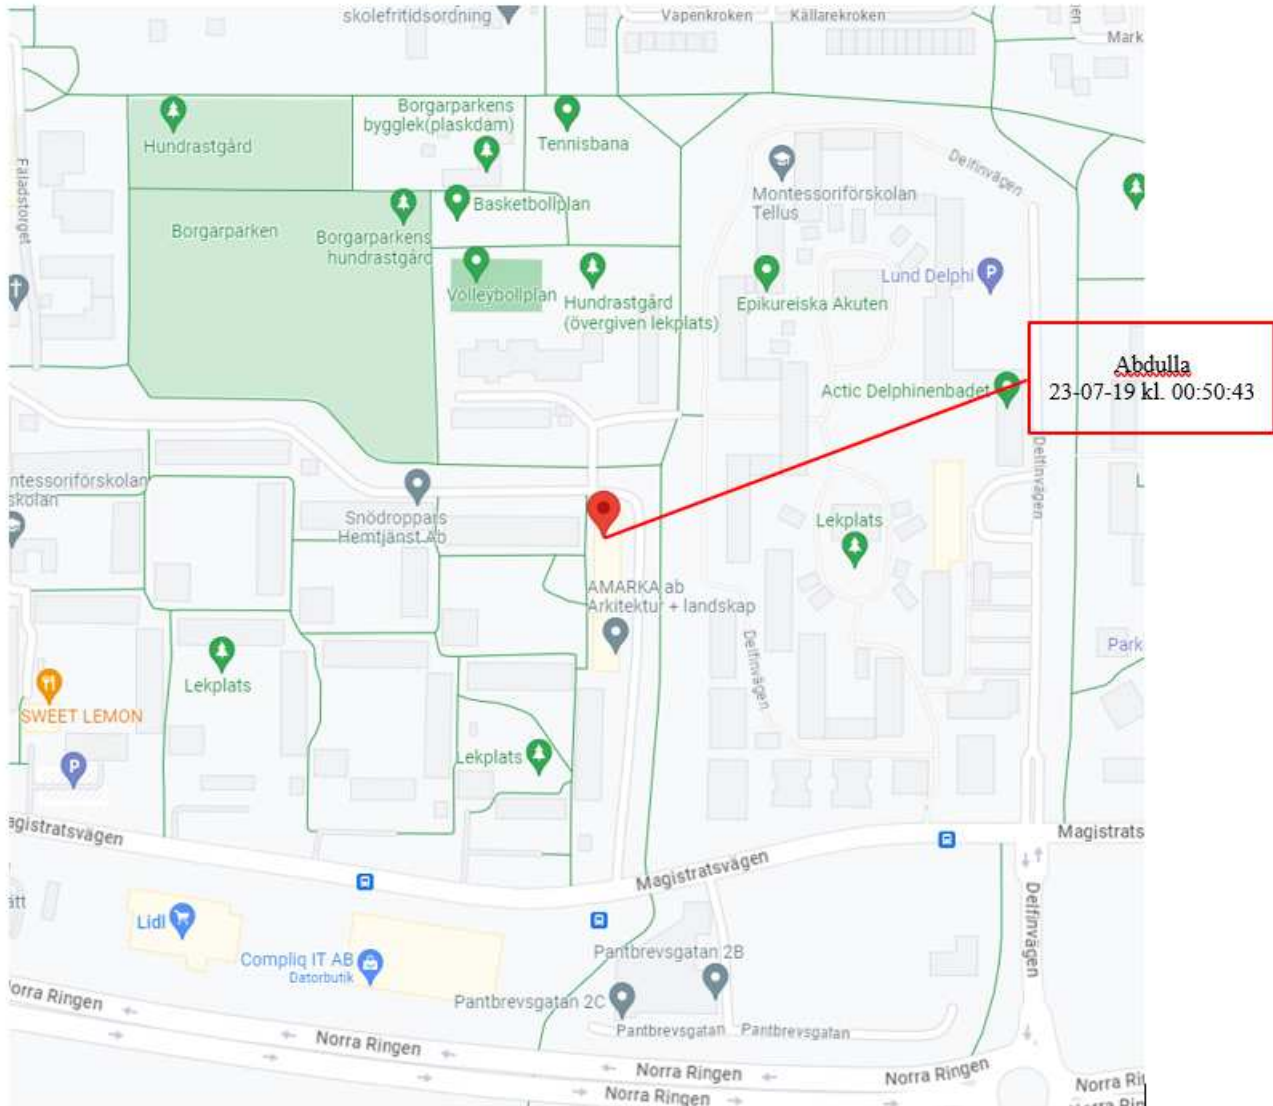 skolefritidsordning
Vapenkroken
Källarekroken
Mark
Hundrastgård
Borgarparkens
bygglek(plaskdam)
Tennisbana
Fäladstorget
Montessoriförskolan
Tellus
Delfinvägen
Basketbollplan
Borgarparken
Borgarparkens
hundrastgård
Volleybollplan
Hundrastgård
(övergiven lekplats)
Lund Delphi
P
Epikureiska Akuten
Abdulla
23-07-19 kl. 00:50:43
Actic Delphinenbadet
Delfinvägen
ntessoriförskolan
skolan
Snödroppars
Hemtjänst Ab
Lekplats
AMARKA ab
Arkitektur + landskap
Delfinvägen
Park
Lekplats
SWEET LEMON
P
Lekplats
agistratsvägen
Magistratsvägen
Magistrats
ätt
Lidl
Compliq IT AB
Datorbutik
Pantbrevsgatan 2B
Pantbrevsgatan 2C
Pantbrevsgatan
Pantbrevsgatan
Delfinvägen
orra Ringen
Norra Ringen
Norra Ringen
Norra Ringen
Norra Ringen
Norra Ri